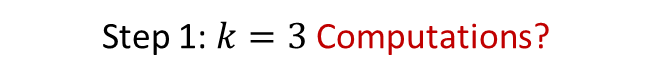 Step 1: k = 3 Computations?